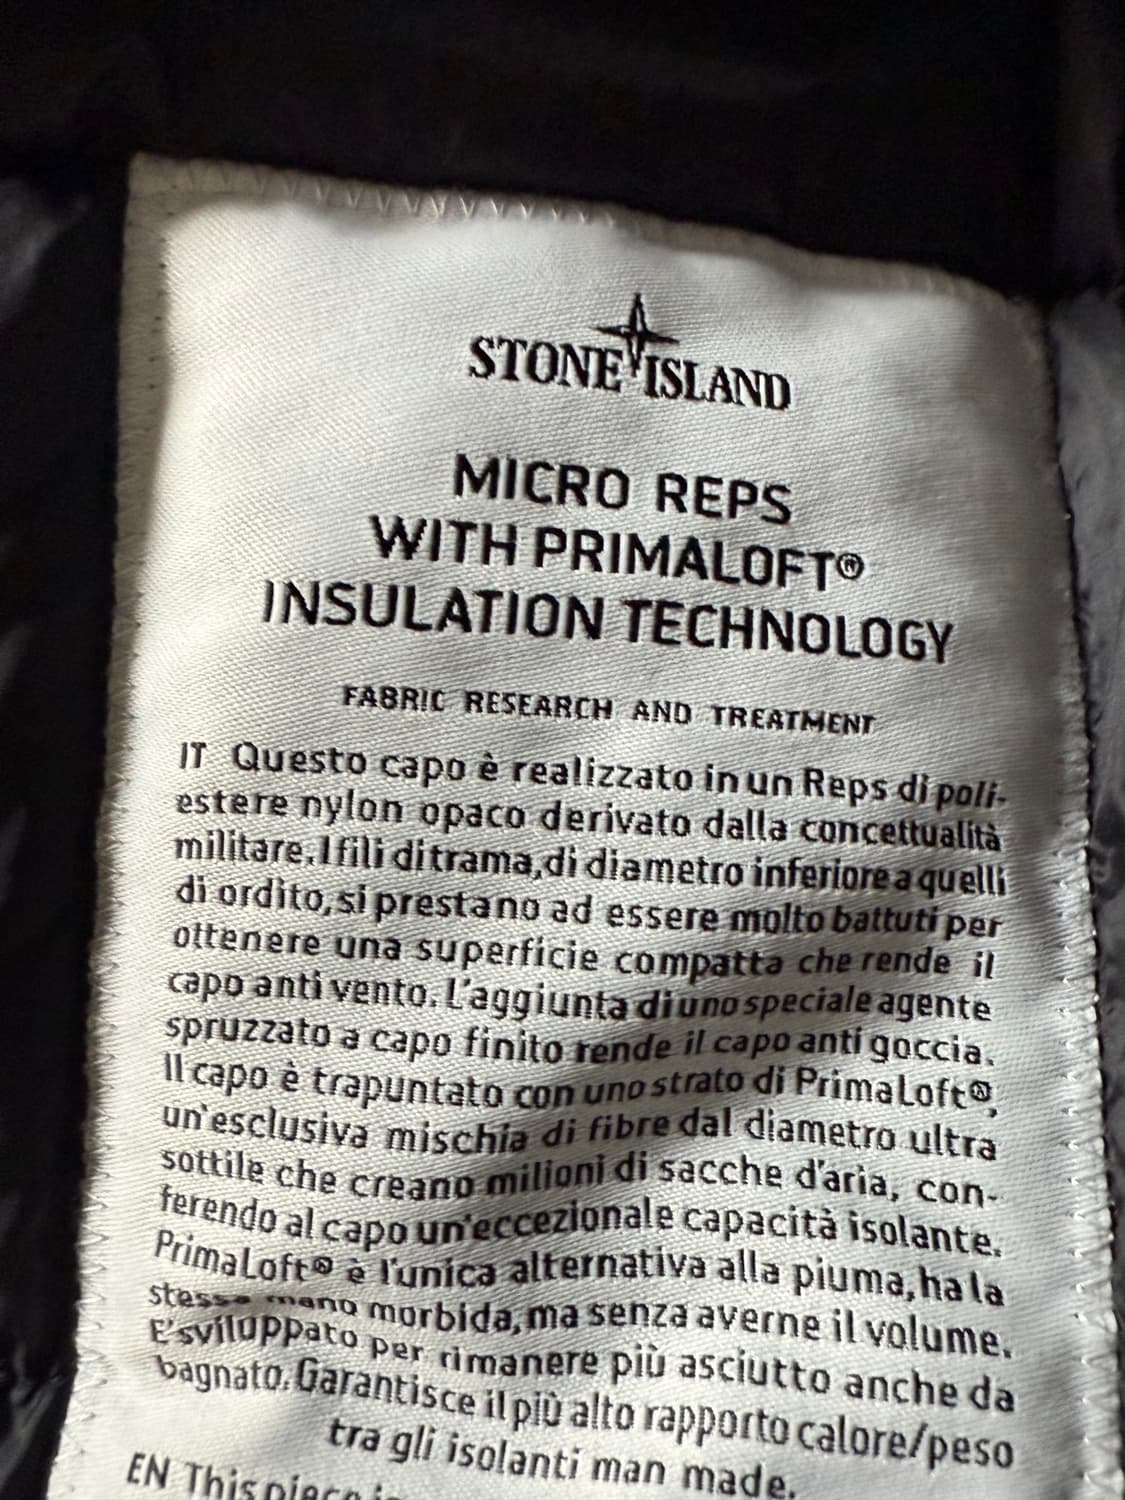 STONE ISLAND
MICRO REPS
WITH PRIMALOFT®
INSULATION TECHNOLOGY
FABRIC RESEARCH AND TREATMENT
IT Questo capo è realizzato in un Reps di poli-
estere nylon opaco derivato dalla concettualità
militare. I fili di trama, di diametro inferiore a quelli
di ordito, si prestano ad essere molto battuti per
ottenere una superficie compatta che rende il
capo anti vento. L'aggiunta di uno speciale agente
spruzzato a capo finito rende il capo anti goccia.
Il capo è trapuntato con uno strato di PrimaLoft®,
un'esclusiva mischia di fibre dal diametro ultra
sottile che creano milioni di sacche d'aria, con-
ferendo al capo un'eccezionale capacità isolante.
PrimaLoft® è l'unica alternativa alla piuma, ha la
stessa mano morbida, ma senza averne il volume.
E'sviluppato per rimanere più asciutto anche da
bagnato. Garantisce il più alto rapporto calore/peso
tra gli isolanti man made.
EN This piece is